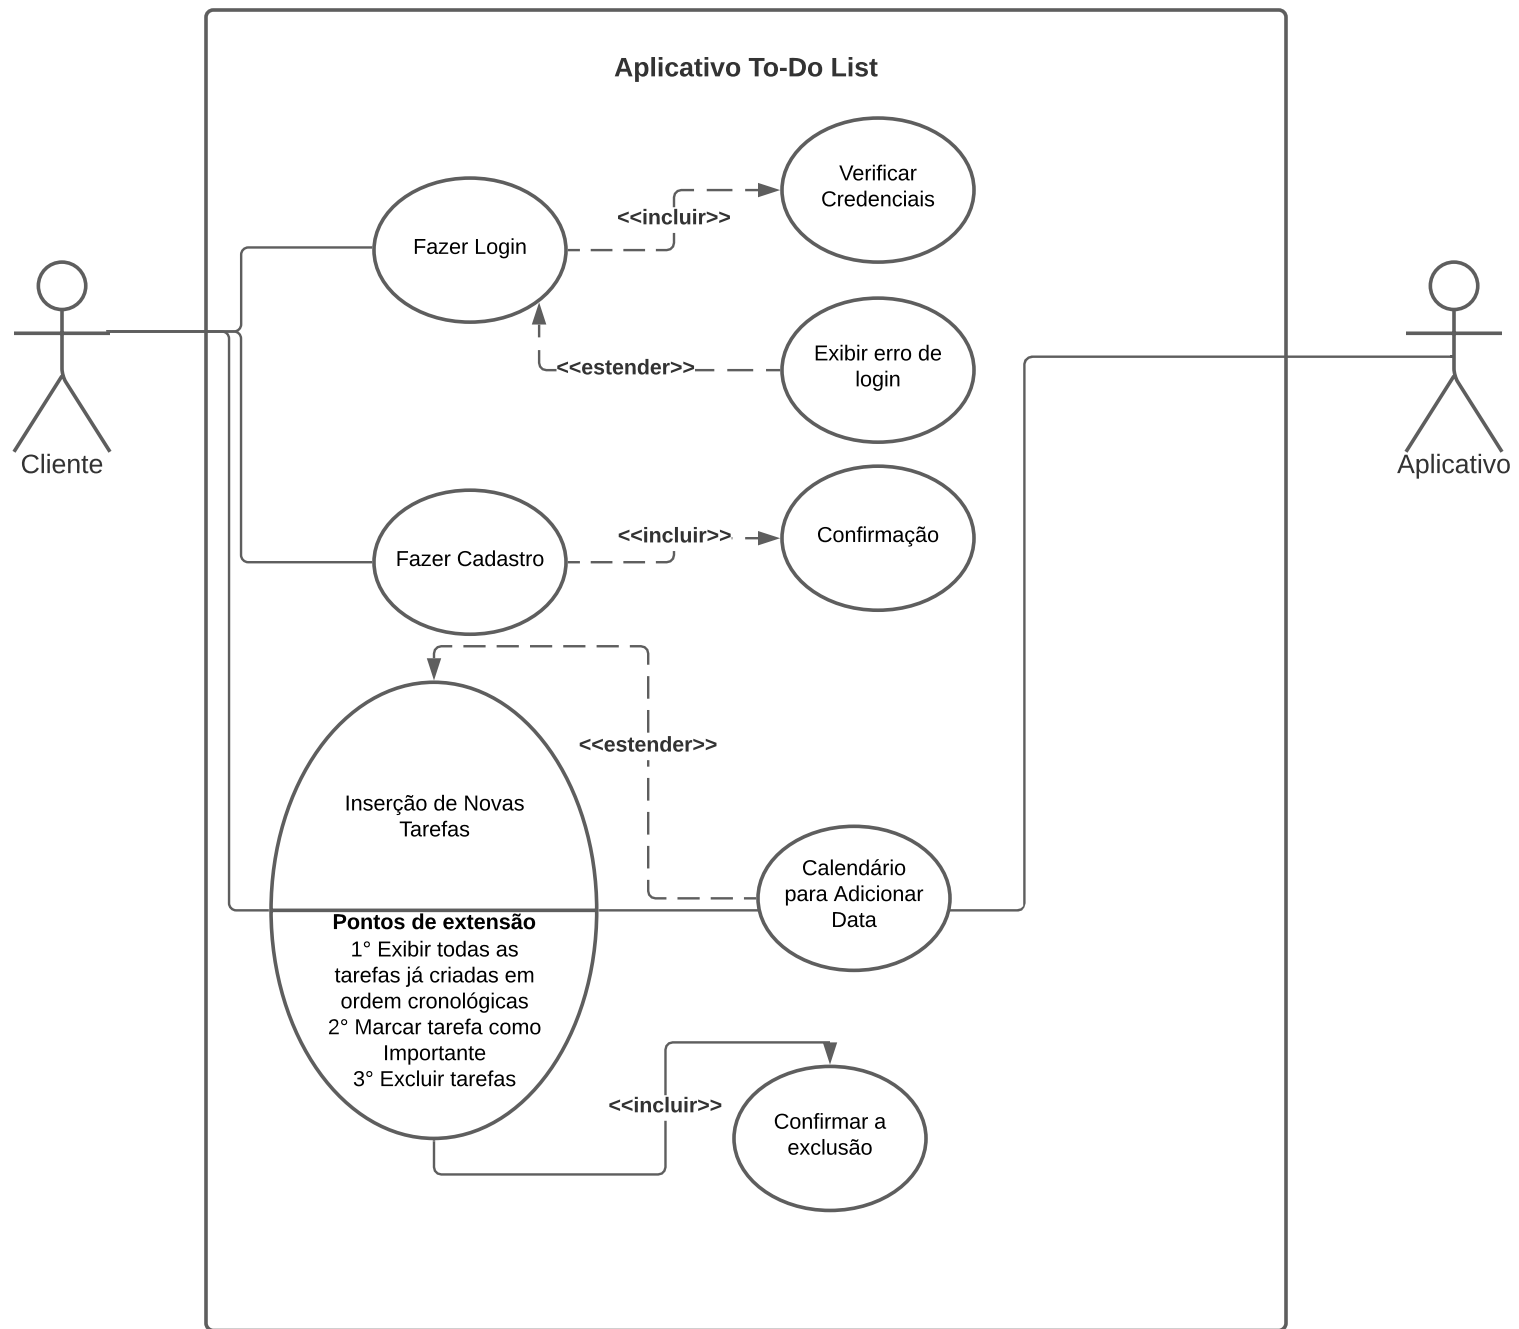 Aplicativo To-Do List
Verificar
Credenciais
<<incluir>>
Fazer Login
Exibir erro de
login
<<estender>>
Cliente
Aplicativo
<<incluir>>
Confirmação
Fazer Cadastro
<<estender>>
Inserção de Novas
Tarefas
Calendário
para Adicionar
Data
Pontos de extensão
1° Exibir todas as
tarefas já criadas em
ordem cronológicas
2° Marcar tarefa como
Importante
3° Excluir tarefas
<<incluir>>
Confirmar a
exclusão